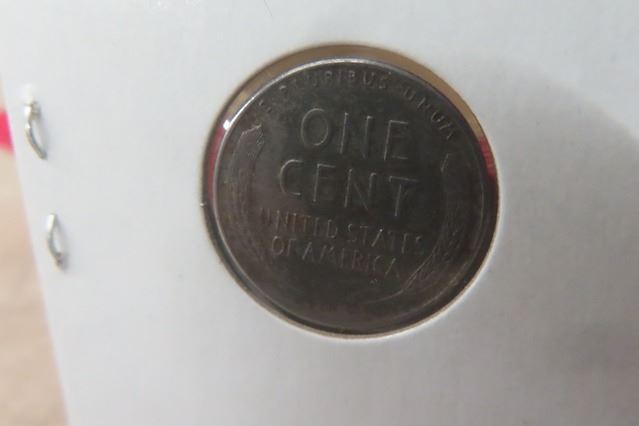 E PLURIBUS UNUM
ONE
CENT
UNITED STATES
OF AMERICA